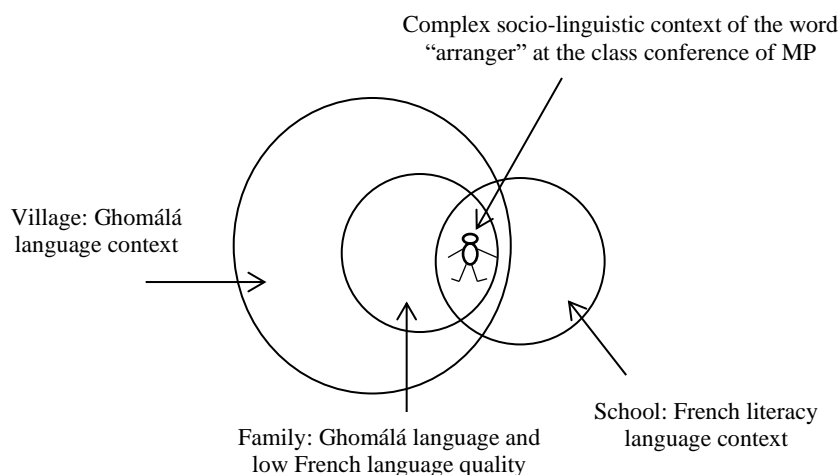 Complex socio-linguistic context of the word
“arranger” at the class conference of MP
Village: Ghomálá
language context
School: French literacy
language context
Family: Ghomálá language and
low French language quality